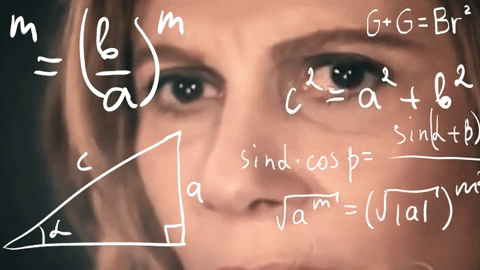 m = (b/a)^m
G+G=Br²
c² = a² + b²
sinα·cosβ= sin(α+β)
√a^m = (√|a|)^m
c
a
α